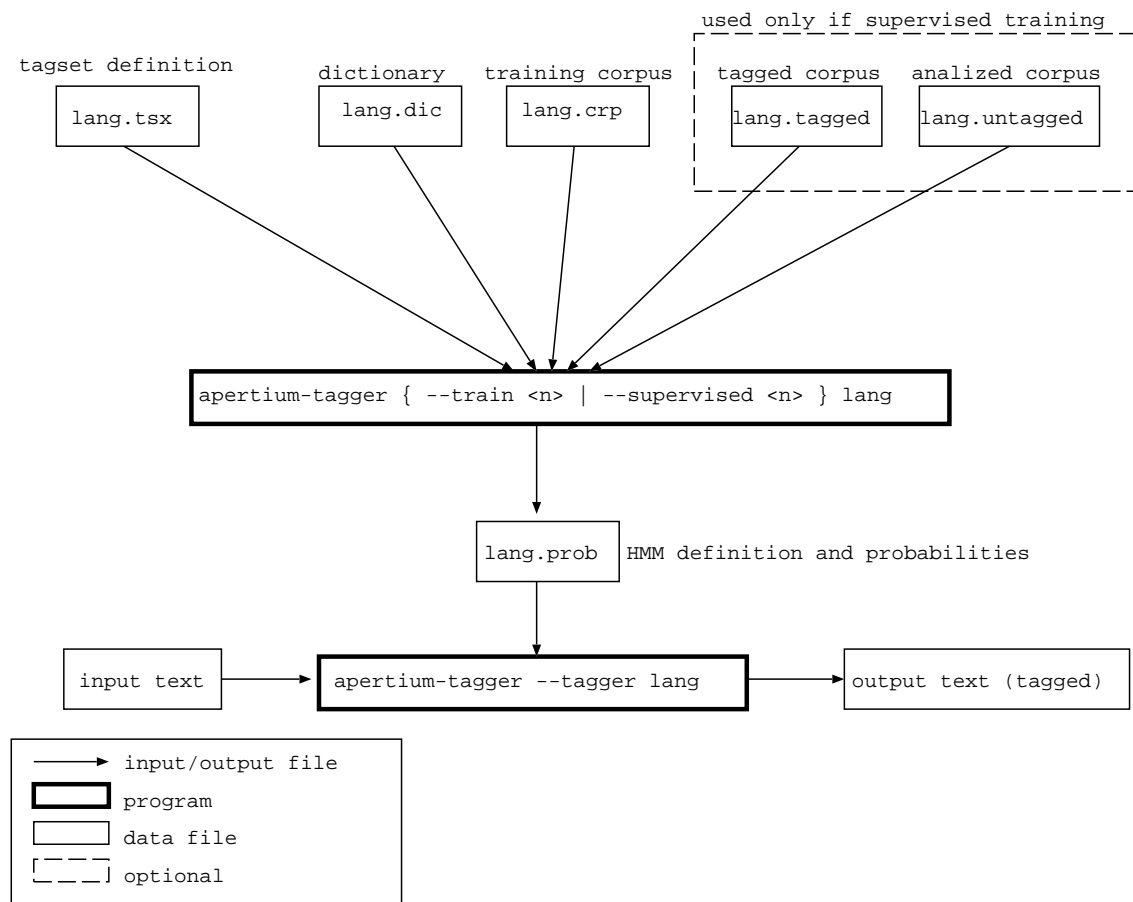 used only if supervised training
tagset definition
dictionary
training corpus
tagged corpus
analized corpus
lang.tsx
lang.dic
lang.crp
lang.tagged
lang.untagged
apertium-tagger { --train <n> | --supervised <n> } lang
lang.prob
HMM definition and probabilities
input text
apertium-tagger --tagger lang
output text (tagged)
input/output file
program
data file
optional